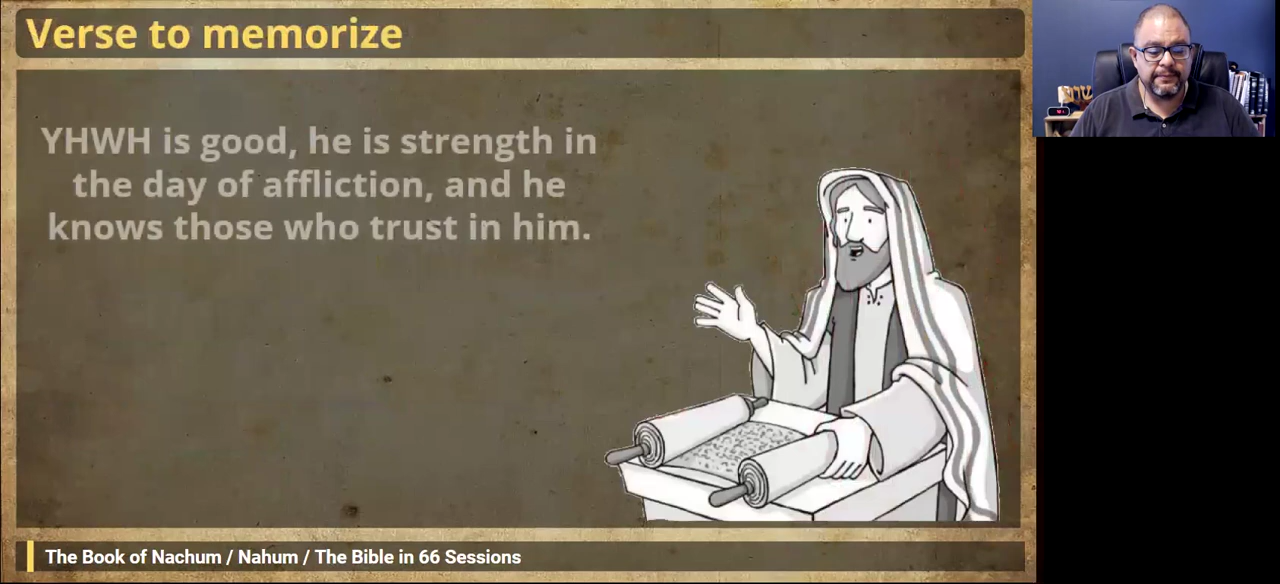 Verse to memorize
YHWH is good, he is strength in
the day of affliction, and he
knows those who trust in him.
The Book of Nachum / Nahum / The Bible in 66 Sessions